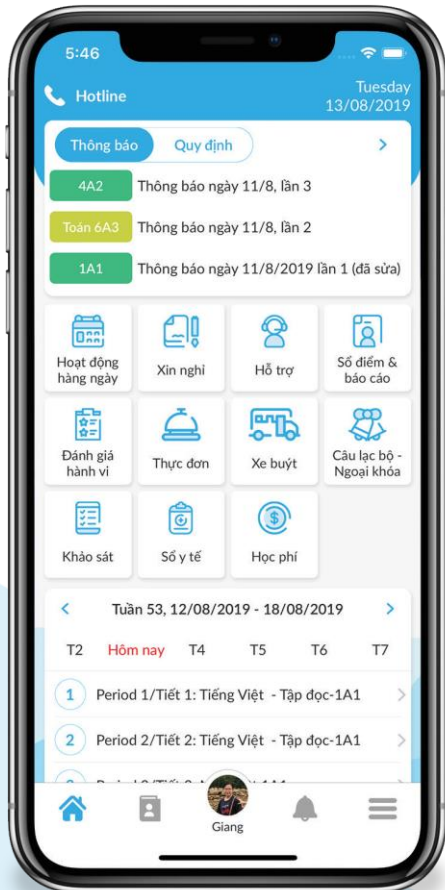 5:46
Hotline
Tuesday
13/08/2019
Thông báo
Quy định
4A2
Thông báo ngày 11/8, lần 3
Toán 6A3
Thông báo ngày 11/8, lần 2
1A1
Thông báo ngày 11/8/2019 lần 1 (đã sửa)
Hoạt động
hàng ngày
Xin nghỉ
Hỗ trợ
Sổ điểm &
báo cáo
Đánh giá
hành vi
Thực đơn
Xe buýt
Câu lạc bộ -
Ngoại khóa
Khảo sát
Sổ y tế
Học phí
Tuần 53, 12/08/2019 - 18/08/2019
T2
Hôm nay
T4
T5
T6
T7
1
Period 1/Tiết 1: Tiếng Việt - Tập đọc-1A1
2
Period 2/Tiết 2: Tiếng Việt - Tập đọc-1A1
Giang